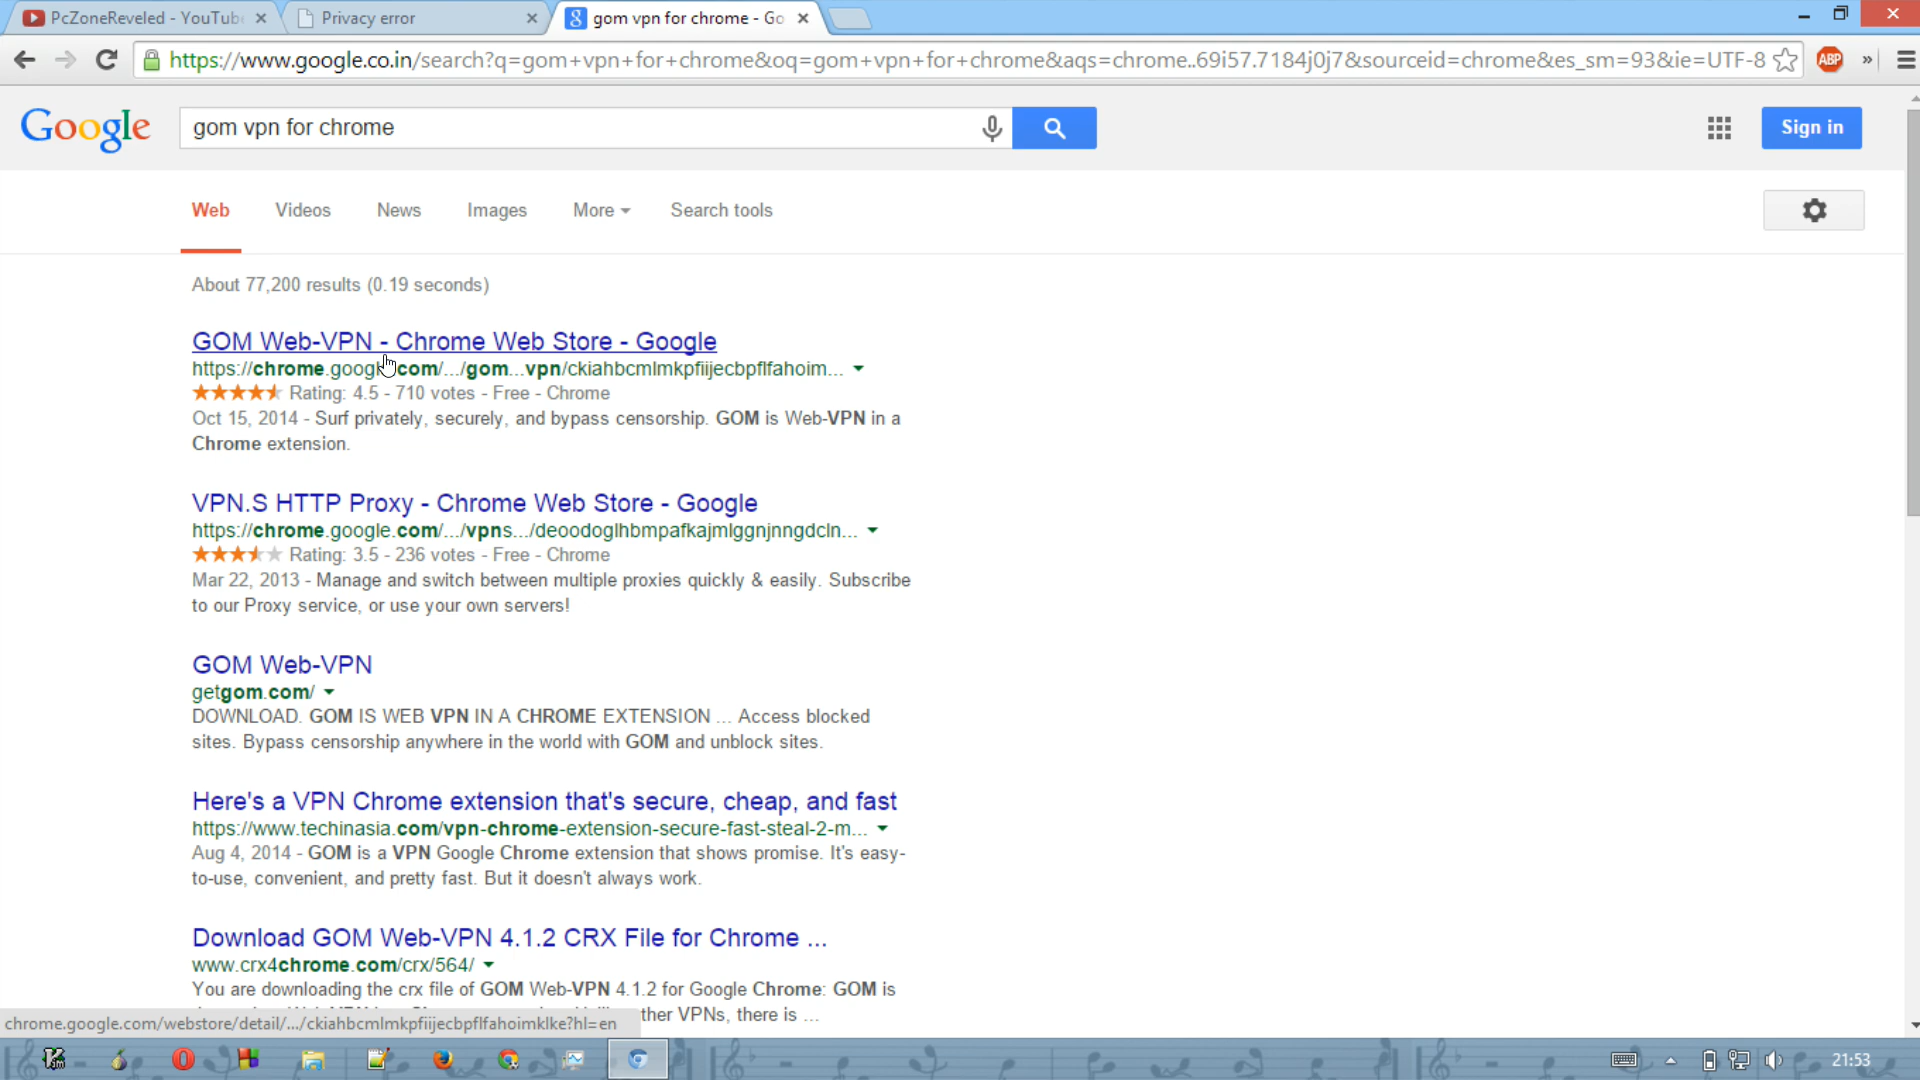 PcZoneReveled - YouTube
Privacy error
gom vpn for chrome - Go
https://www.google.co.in/search?q=gom+vpn+for+chrome&oq=gom+vpn+for+chrome&aqs=chrome..69i57.7184j0j7&sourceid=chrome&es_sm=93&ie=UTF-8
ABP
Google
gom vpn for chrome
Sign in
Web
Videos
News
Images
More
Search tools
About 77,200 results (0.19 seconds)
GOM Web-VPN - Chrome Web Store - Google
https://chrome.google.com/.../gom...vpn/ckiahbcmlmkpfiijecbpflfahoim...
Rating: 4.5 - 710 votes - Free - Chrome
Oct 15, 2014 - Surf privately, securely, and bypass censorship. GOM is Web-VPN in a
Chrome extension.
VPN.S HTTP Proxy - Chrome Web Store - Google
https://chrome.google.com/.../vpns.../deoodoglhbmpafkajmlggnjnngdcln...
Rating: 3.5 - 236 votes - Free - Chrome
Mar 22, 2013 - Manage and switch between multiple proxies quickly & easily. Subscribe
to our Proxy service, or use your own servers!
GOM Web-VPN
getgom.com/
DOWNLOAD. GOM IS WEB VPN IN A CHROME EXTENSION ... Access blocked
sites. Bypass censorship anywhere in the world with GOM and unblock sites.
Here's a VPN Chrome extension that's secure, cheap, and fast
https://www.techinasia.com/vpn-chrome-extension-secure-fast-steal-2-m...
Aug 4, 2014 - GOM is a VPN Google Chrome extension that shows promise. It's easy-
to-use, convenient, and pretty fast. But it doesn't always work.
Download GOM Web-VPN 4.1.2 CRX File for Chrome ...
www.crx4chrome.com/crx/564/
You are downloading the crx file of GOM Web-VPN 4.1.2 for Google Chrome: GOM is
ther VPNs, there is ...
chrome.google.com/webstore/detail/.../ckiahbcmlmkpfiijecbpflfahoimklke?hl=en
21:53